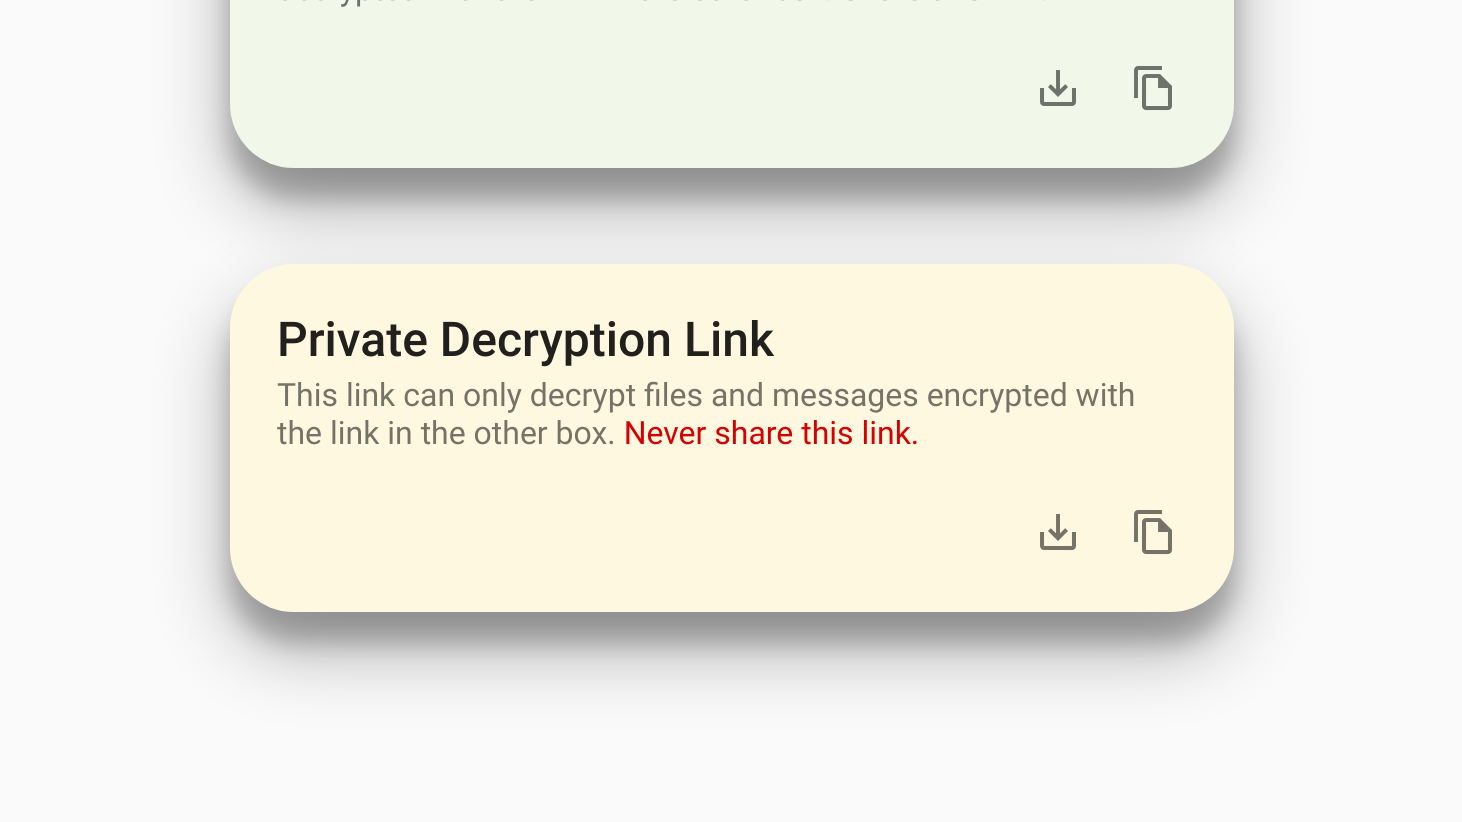 Private Decryption Link
This link can only decrypt files and messages encrypted with
the link in the other box. Never share this link.